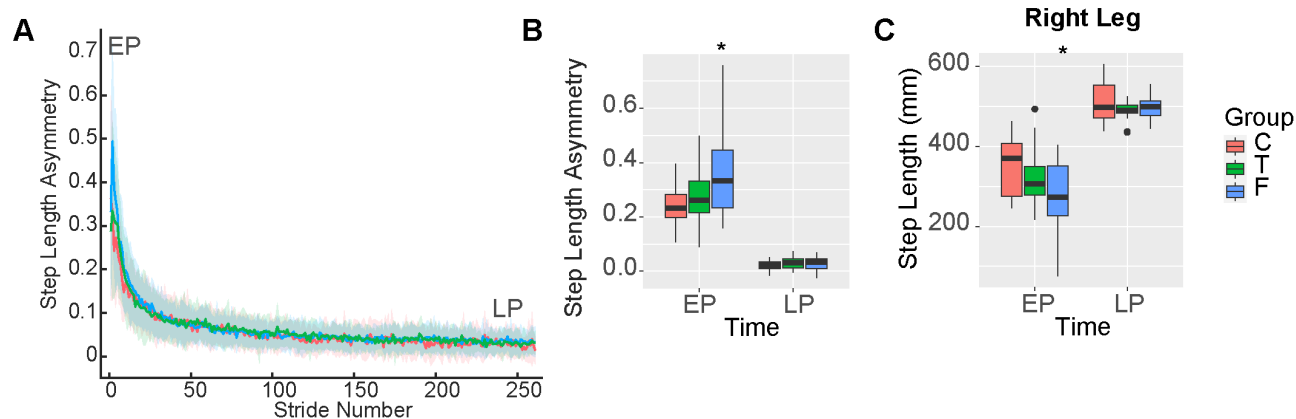 A
EP
Step Length Asymmetry
0.7
0.6
0.5
0.4
0.3
0.2
0.1
0
LP
0
50
100
150
200
250
Stride Number
B
*
Step Length Asymmetry
0.6
0.4
0.2
0.0
EP
LP
Time
C
Right Leg
*
Step Length (mm)
600
400
200
EP
LP
Time
Group
C
T
F